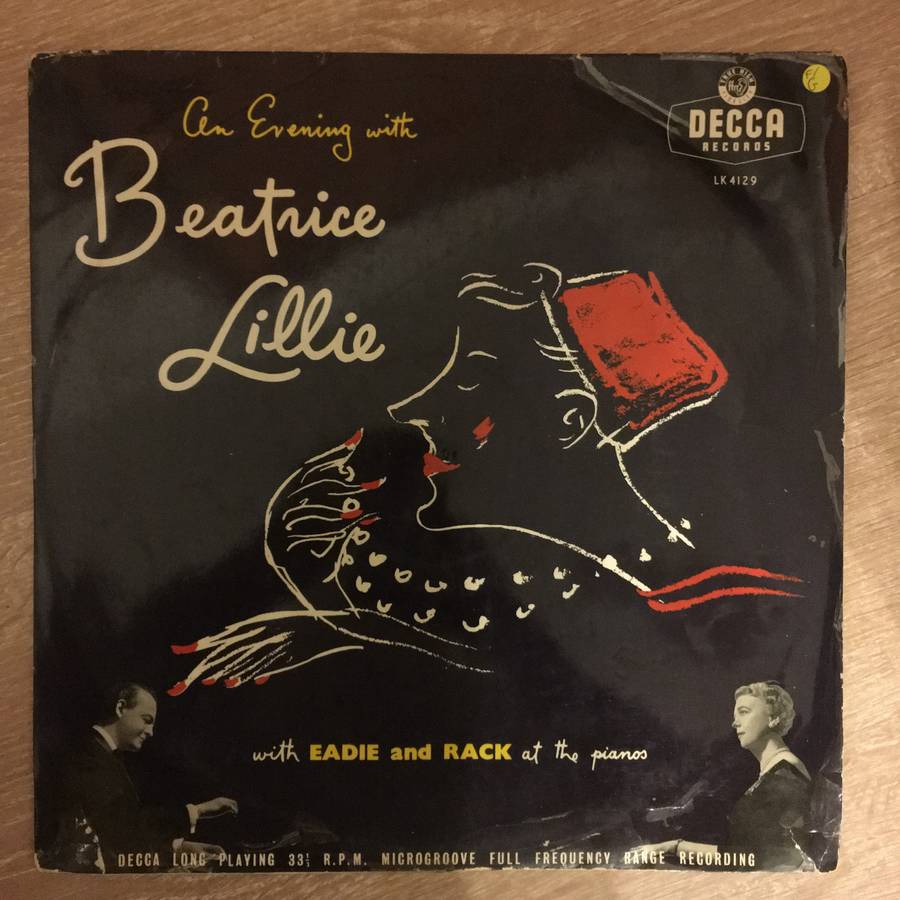 An Evening with
Beatrice
Lillie
DECCA
RECORDS
LK 4129
with EADIE and RACK at the pianos
DECCA LONG PLAYING 33⅓ R.P.M. MICROGROOVE FULL FREQUENCY RANGE RECORDING